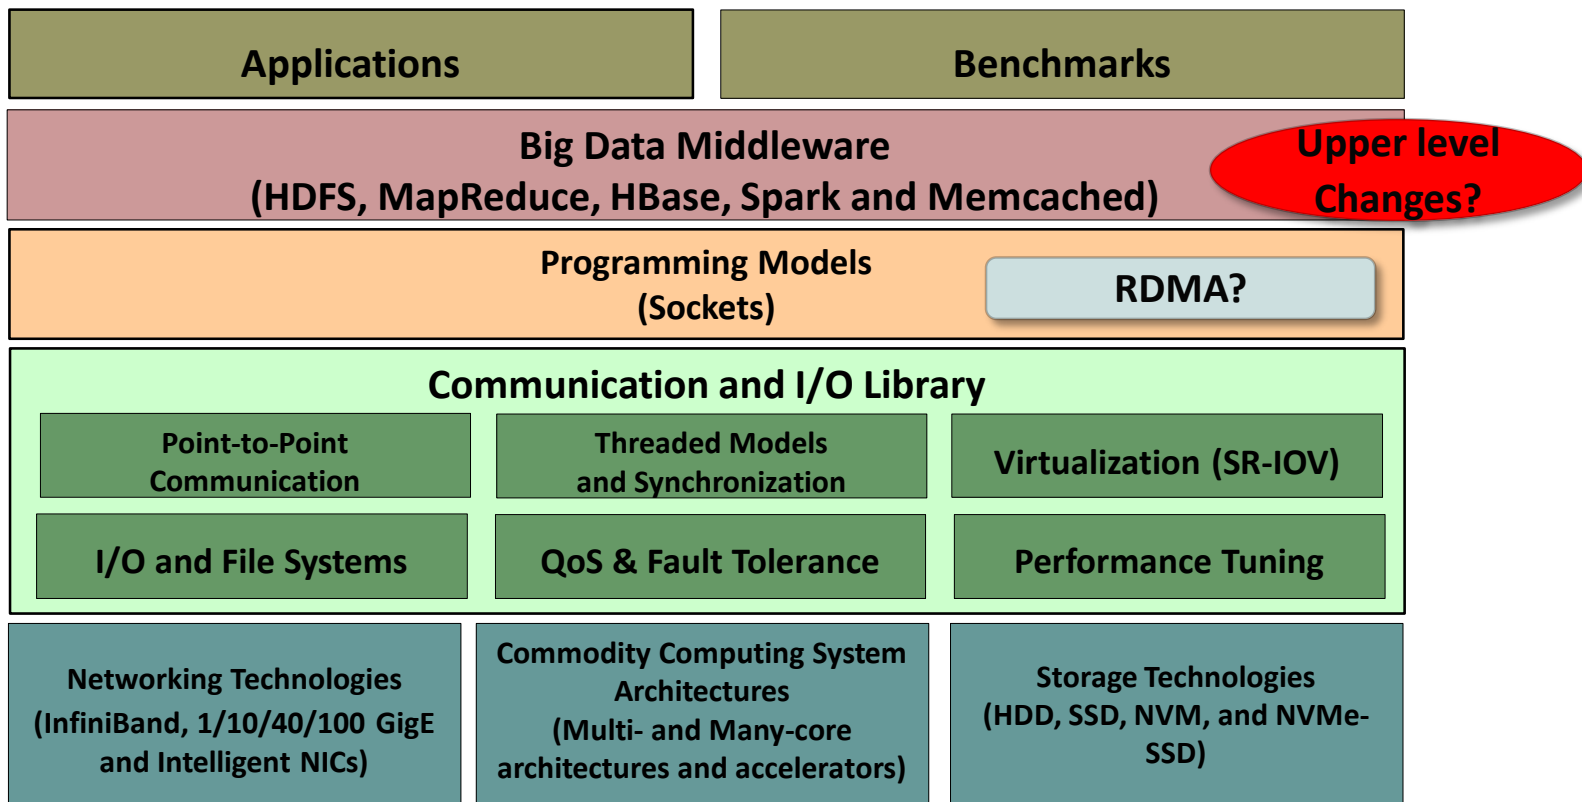 Applications
Benchmarks
Big Data Middleware
(HDFS, MapReduce, HBase, Spark and Memcached)
Upper level
Changes?
Programming Models
(Sockets)
RDMA?
Communication and I/O Library
Point-to-Point
Communication
Threaded Models
and Synchronization
Virtualization (SR-IOV)
I/O and File Systems
QoS & Fault Tolerance
Performance Tuning
Networking Technologies
(InfiniBand, 1/10/40/100 GigE
and Intelligent NICs)
Commodity Computing System
Architectures
(Multi- and Many-core
architectures and accelerators)
Storage Technologies
(HDD, SSD, NVM, and NVMe-
SSD)